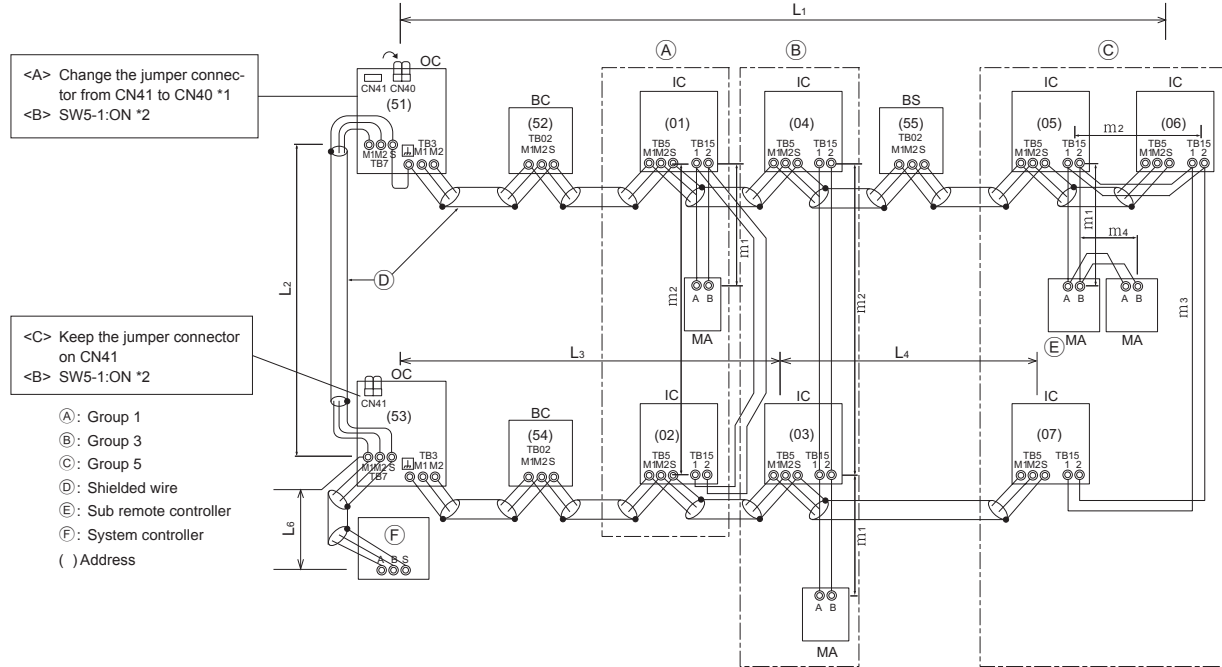 L1
A
B
C
<A> Change the jumper connec-
tor from CN41 to CN40 *1
<B> SW5-1:ON *2
OC
CN41 CN40
(51)
M1M2 S
TB7
TB3
M1 M2
BC
(52)
TB02
M1M2S
IC
(01)
TB5
M1M2S
TB15
1 2
IC
(04)
TB5
M1M2S
TB15
1 2
BS
(55)
TB02
M1M2S
IC
(05)
TB5
M1M2S
TB15
1 2
IC
(06)
TB5
M1M2S
TB15
1 2
m2
m1
m4
m1
m2
m2
m3
L2
D
A B
MA
A B
MA
A B
MA
E
<C> Keep the jumper connector
on CN41
<B> SW5-1:ON *2
L3
L4
OC
CN41
(53)
M1M2 S
TB7
TB3
M1 M2
BC
(54)
TB02
M1M2S
IC
(02)
TB5
M1M2S
TB15
1 2
IC
(03)
TB5
M1M2S
TB15
1 2
IC
(07)
TB5
M1M2S
TB15
1 2
A: Group 1
B: Group 3
C: Group 5
D: Shielded wire
E: Sub remote controller
F: System controller
( ) Address
L6
F
A B S
m1
A B
MA